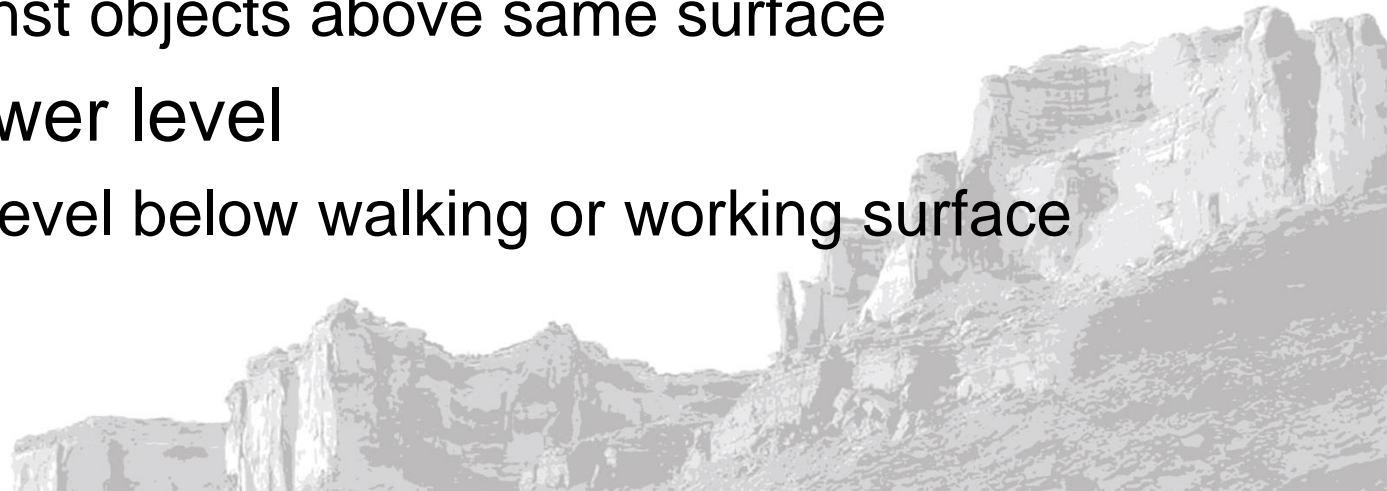 nst objects above same surface
wer level
evel below walking or working surface